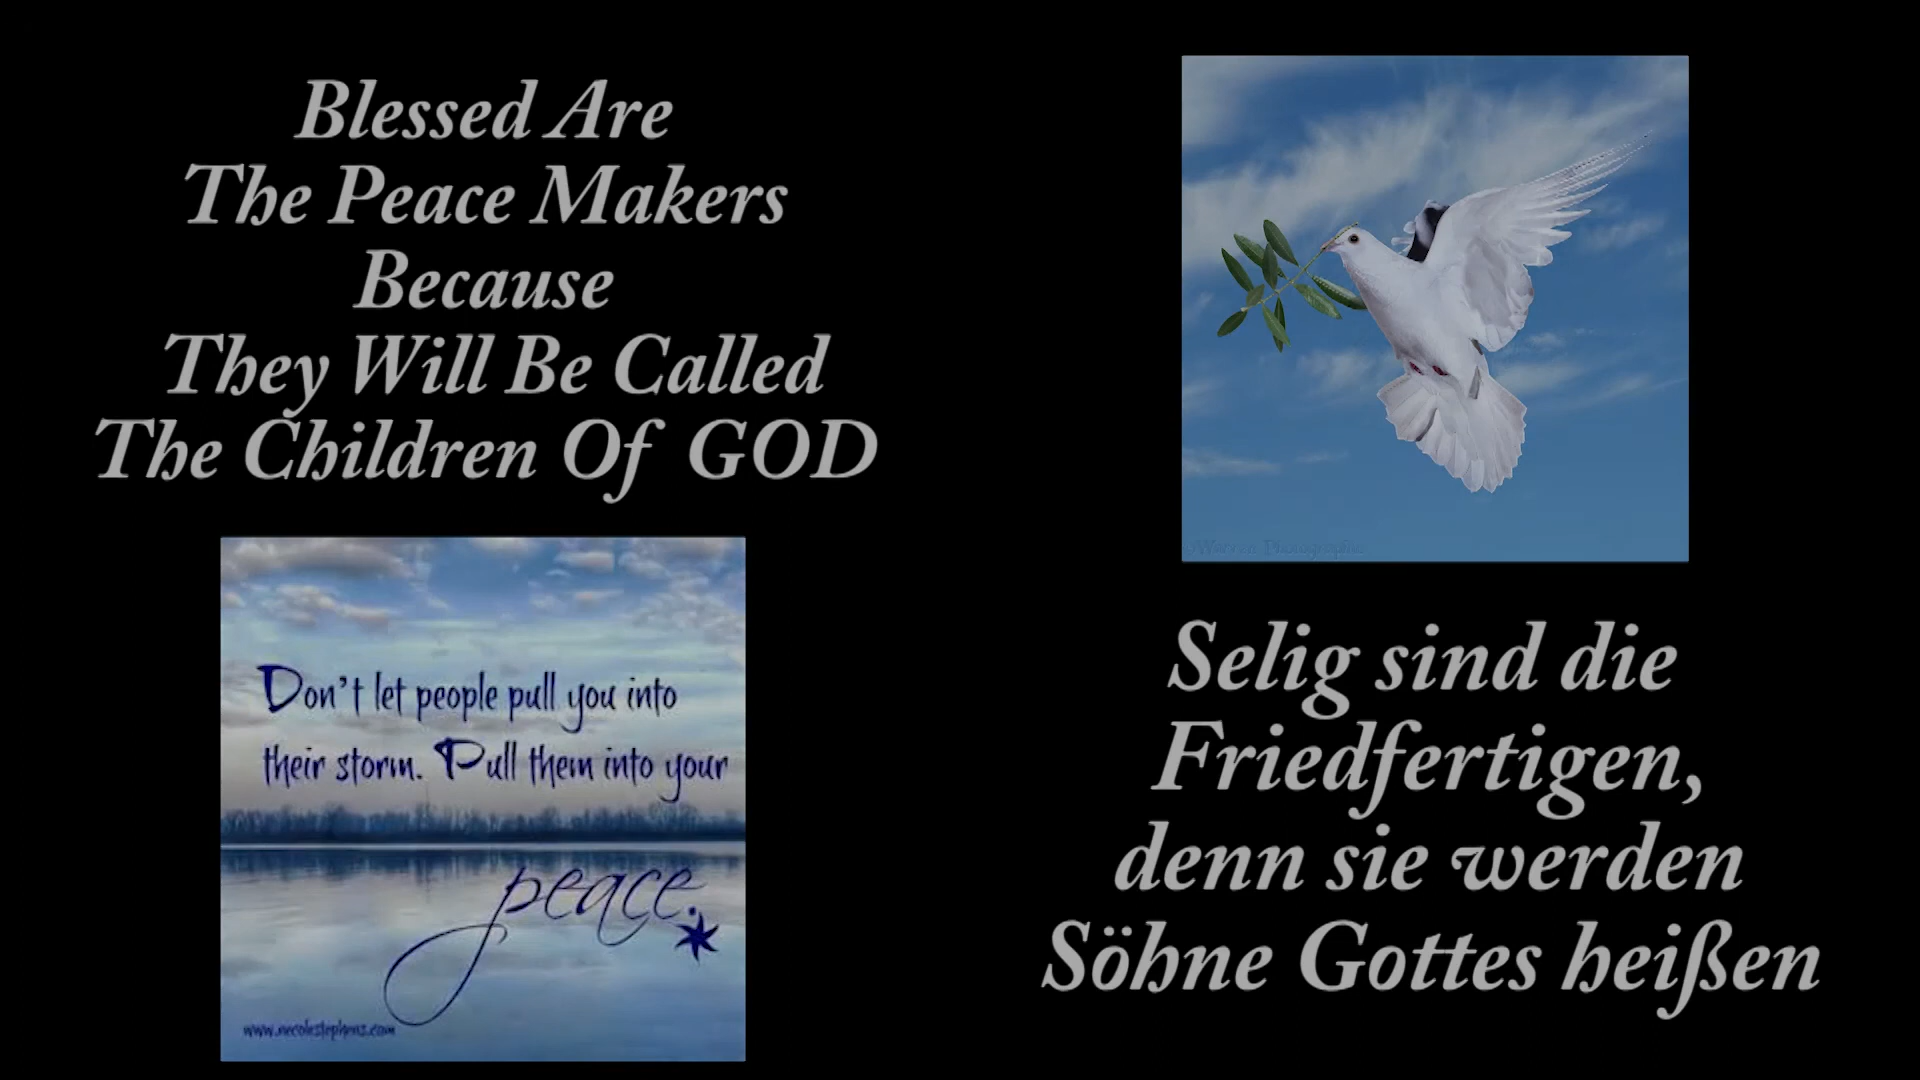 Blessed Are
The Peace Makers
Because
They Will Be Called
The Children Of GOD
Don't let people pull you into
their storm. Pull them into your
peace.
Selig sind die
Friedfertigen,
denn sie werden
Söhne Gottes heißen